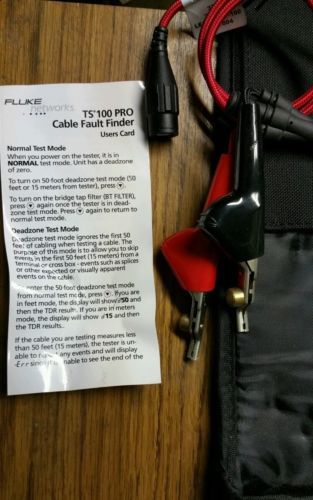 FLUKE
networks
TS®100 PRO
Cable Fault Finder
Users Card
Normal Test Mode
When you power on the tester, it is in
NORMAL test mode. Unit has a deadzone
of zero.
To turn on 50-foot deadzone test mode (50
feet or 15 meters from tester), press ▼.
To turn on the bridge tap filter (BT FILTER),
press ▼ again once the tester is in dead-
zone test mode. Press ▼ again to return to
normal test mode.
Deadzone Test Mode
Deadzone test mode ignores the first 50
feet of cabling when testing a cable. The
purpose of this mode is to allow you to skip
events in the first 50 feet (15 meters) from a
terminal or cross box - events such as splices
or other expected or visually apparent
events on the cable.
enter the 50 foot deadzone test mode
from normal test mode, press ▼. If you are
in feet mode, the display will show 50 and
then the TDR results. If you are in meters
mode, the display will show 15 and then
the TDR results.
If the cable you are testing measures less
than 50 feet (15 meters), the tester is un-
able to any events and will display
-Err since unable to see the end of the
100
004